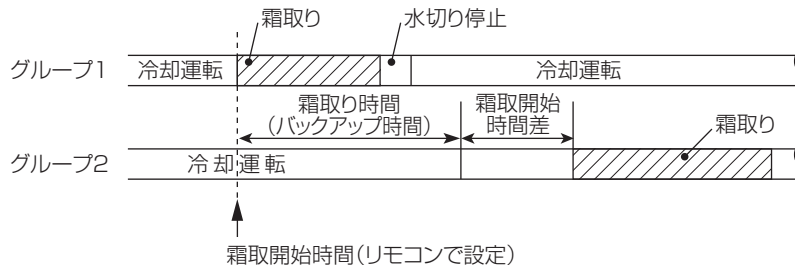 霜取り
水切り停止
グループ1
冷却運転
冷却運転
霜取り時間
(バックアップ時間)
霜取開始
時間差
霜取り
グループ2
冷却運転
霜取開始時間(リモコンで設定)